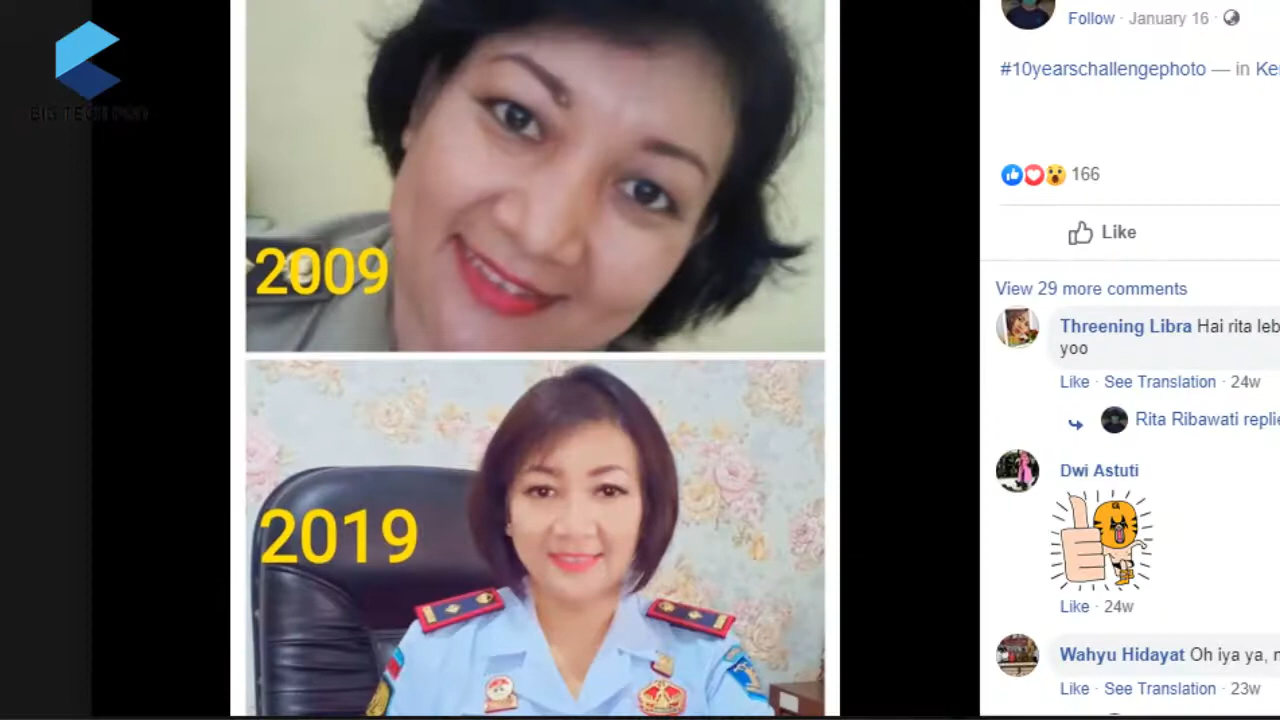 2009
2019
Follow · January 16 ·
#10yearschallengephoto — in Ke
166
Like
View 29 more comments
Threening Libra Hai rita leb
yoo
Like · See Translation · 24w
Rita Ribawati replie
Dwi Astuti
Like · 24w
Wahyu Hidayat Oh iya ya, r
Like · See Translation · 23w